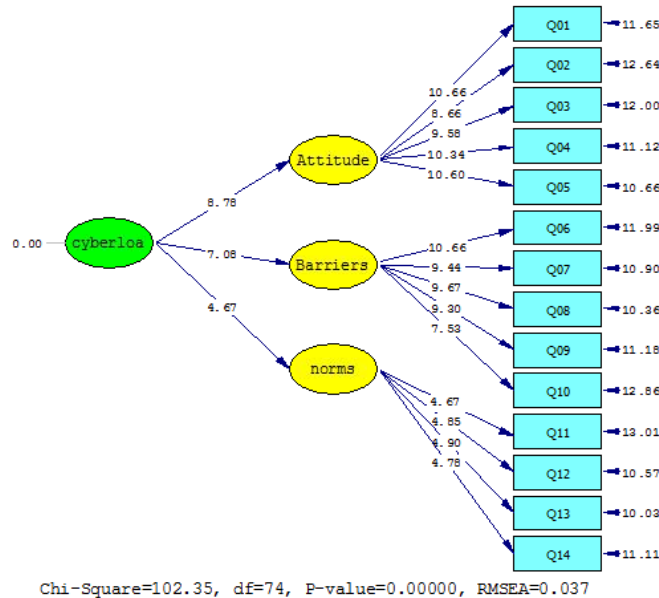 Q01 11.65
Q02 12.64
10.66
8.66
Q03 12.00
9.58
Attitude 10.34 Q04 11.12
10.60 Q05 10.66
8.78
Q06 11.99
0.00 cyberloa
7.08 Barriers 10.66 Q07 10.90
9.44
9.67 Q08 10.36
4.67 9.30
7.53 Q09 11.18
norms Q10 12.86
4.67 Q11 13.01
4.85
4.90 Q12 10.57
4.78
Q13 10.03
Q14 11.11
Chi-Square=102.35, df=74, P-value=0.00000, RMSEA=0.037